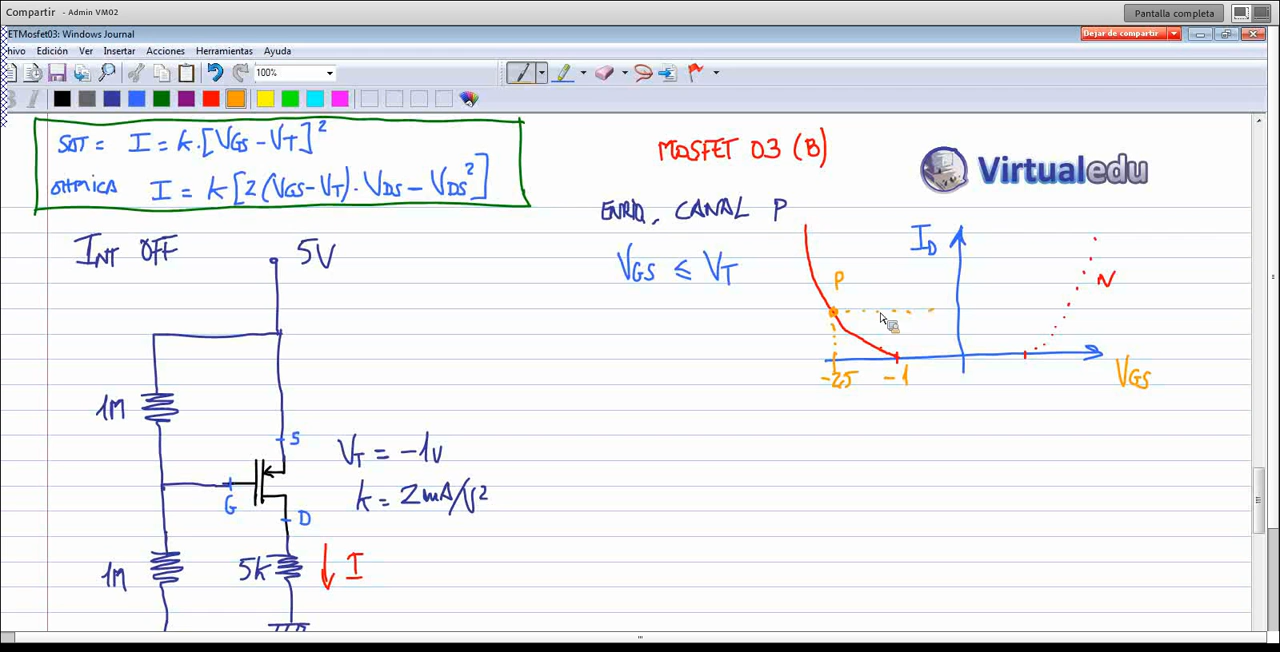 Compartir - Admin VM02
Pantalla completa
ETMosfet03: Windows Journal
Dejar de compartir
hivo Edición Ver Insertar Acciones Herramientas Ayuda
100%
SAT = I = K.[VGS - VT]²
OHMICA I = K[2(VGS-VT).VDS - VDS²]
MOSFET 03 (B)
Virtualedu
ENRIQ. CANAL P
VGS ≤ VT
ID
P
N
-2,5 -1
VGS
INT OFF 5V
1M
S
VT = -1v
K = 2mA/V²
G
D
1M
5k
I